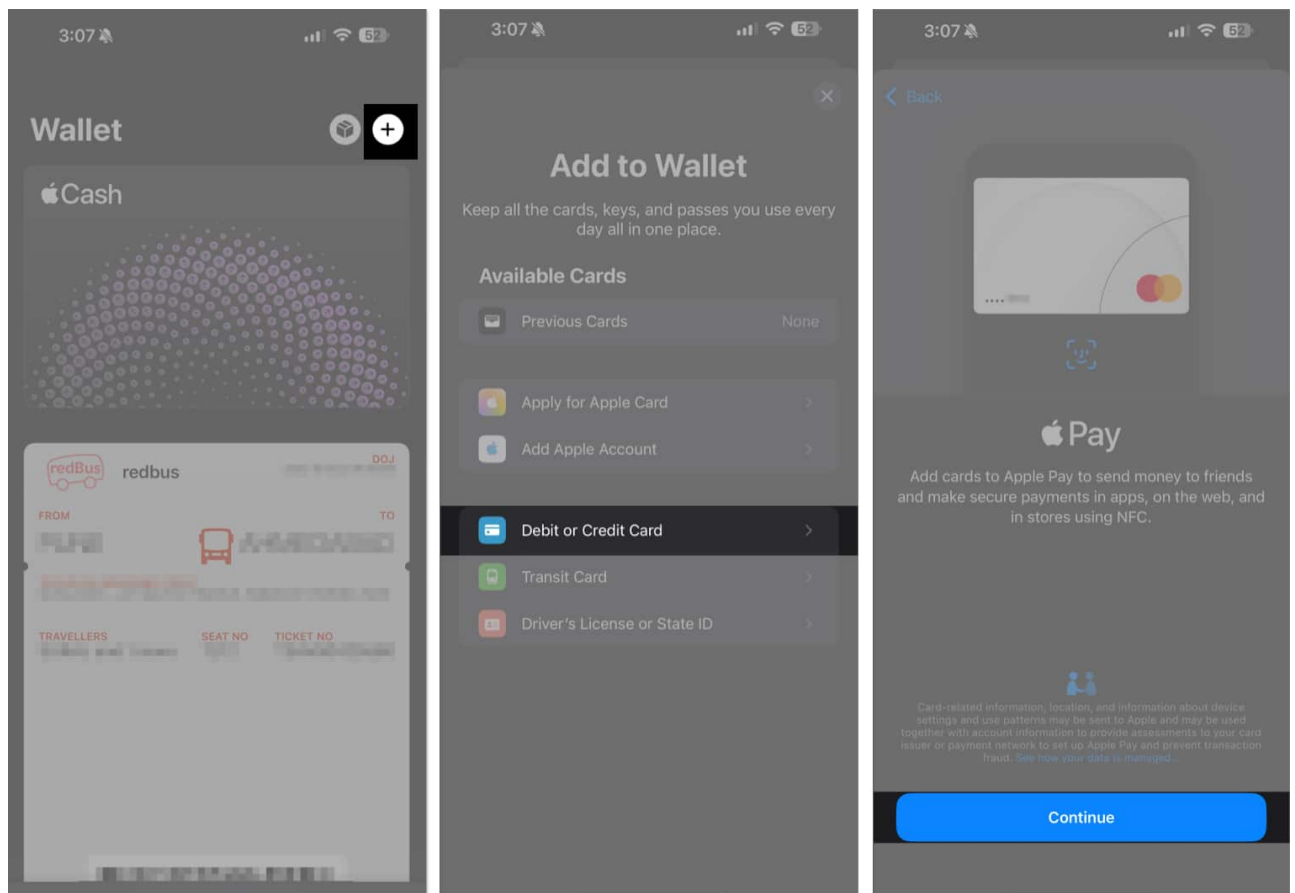 3:07
52
Wallet
Cash
redBus
redbus
DOJ
FROM
TO
TRAVELLERS
SEAT NO
TICKET NO
3:07
52
Add to Wallet
Keep all the cards, keys, and passes you use every
day all in one place.
Available Cards
Previous Cards None
Apply for Apple Card
Add Apple Account
Debit or Credit Card
Transit Card
Driver's License or State ID
3:07
52
Back
Pay
Add cards to Apple Pay to send money to friends
and make secure payments in apps, on the web, and
in stores using NFC.
Card-related information, location, and information about device
settings and use patterns may be sent to Apple and may be used
together with account information to provide assessments to your card
issuer or payment network to set up Apple Pay and prevent transaction
fraud. See how your data is managed...
Continue